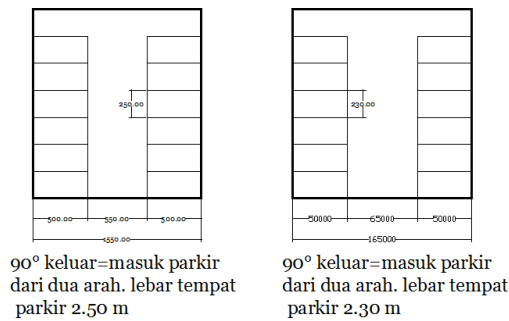 250.00
230.00
500.00 550.00 500.00
50000 65000 50000
1550.00
165000
90° keluar=masuk parkir
dari dua arah. lebar tempat
parkir 2.50 m
90° keluar=masuk parkir
dari dua arah. lebar tempat
parkir 2.30 m